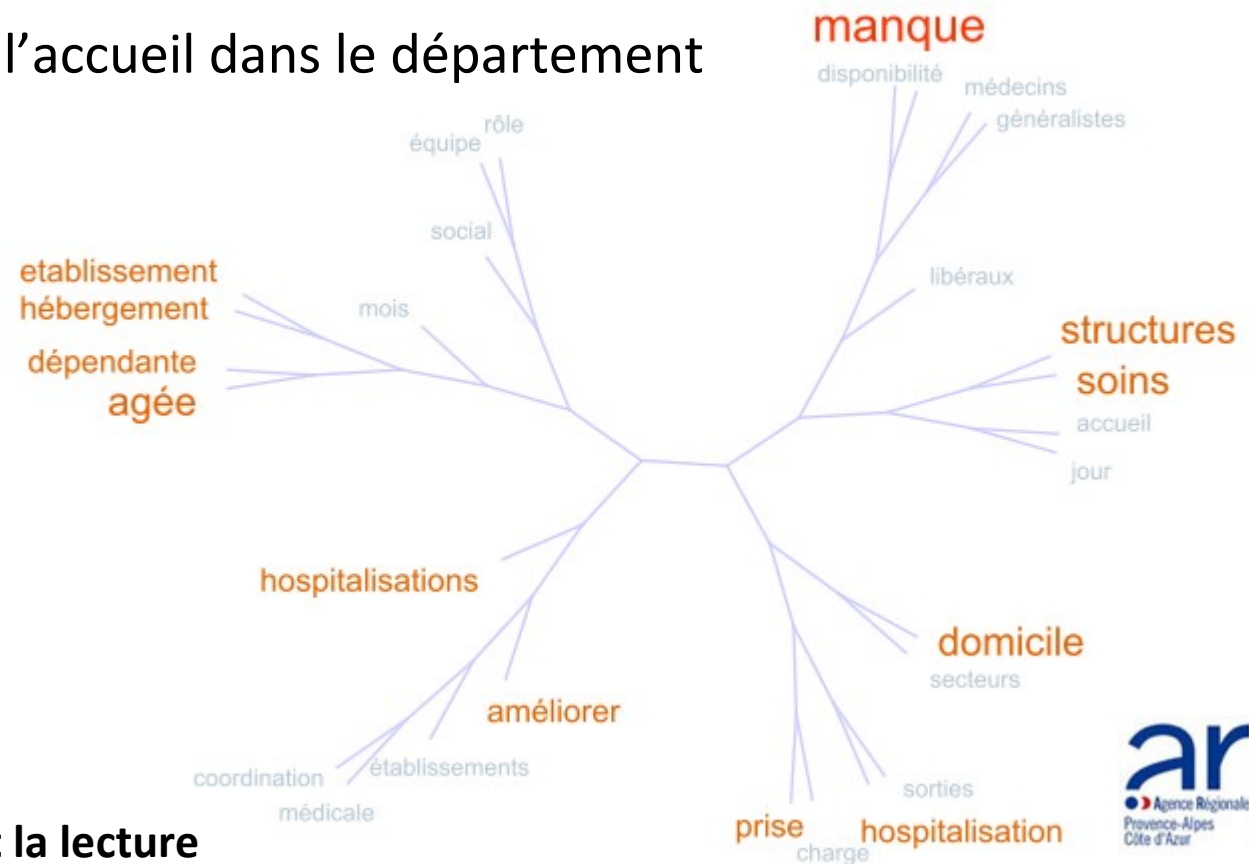 l’accueil dans le département
manque
disponibilité
médecins
généralistes
rôle
équipe
social
libéraux
etablissement
hébergement
mois
dépendante
agée
structures
soins
accueil
jour
hospitalisations
domicile
secteurs
améliorer
établissements
coordination
médicale
sorties
prise
hospitalisation
charge
ar
Agence Régionale
Provence-Alpes
Côte d'Azur
la lecture